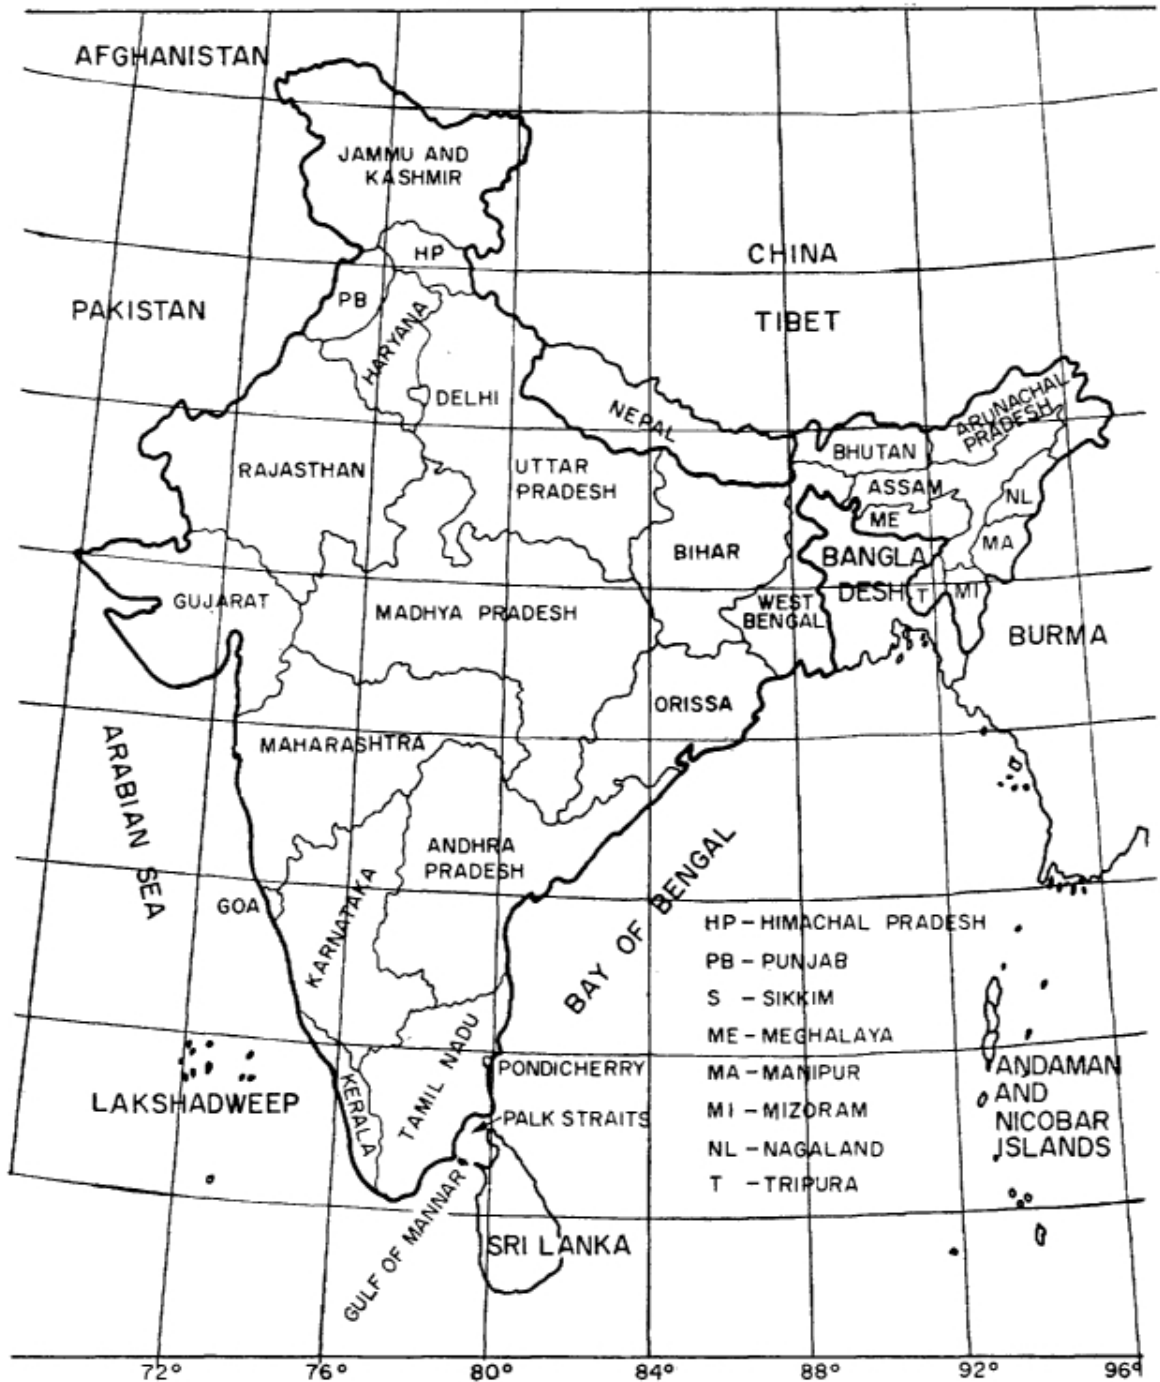 AFGHANISTAN
JAMMU AND
KASHMIR
HP
CHINA
PB
PAKISTAN
TIBET
HARYANA
DELHI
NEPAL
ARUNACHAL
PRADESH
BHUTAN
RAJASTHAN
UTTAR
PRADESH
ASSAM
NL
ME
MA
BIHAR
BANGLA
DESH
T
MI
GUJARAT
MADHYA PRADESH
WEST
BENGAL
BURMA
ORISSA
MAHARASHTRA
ARABIAN SEA
ANDHRA
PRADESH
BAY OF BENGAL
GOA
KARNATAKA
HP - HIMACHAL PRADESH
PB - PUNJAB
S - SIKKIM
ME - MEGHALAYA
MA - MANIPUR
MI - MIZORAM
NL - NAGALAND
T - TRIPURA
ANDAMAN
AND
NICOBAR
ISLANDS
LAKSHADWEEP
KERALA
TAMIL NADU
PONDICHERRY
PALK STRAITS
GULF OF MANNAR
SRI LANKA
72° 76° 80° 84° 88° 92° 96°